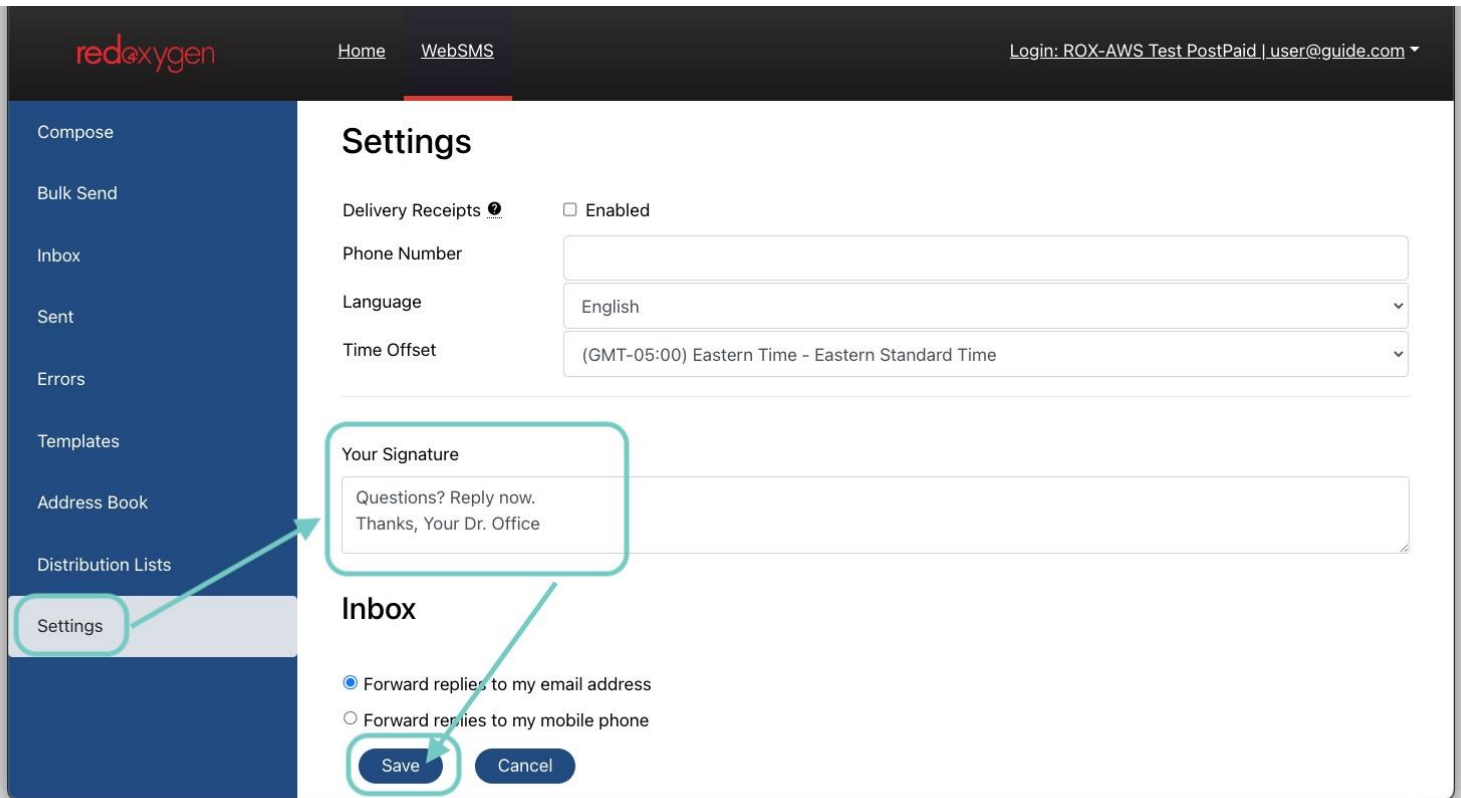 redoxygen
Home WebSMS Login: ROX-AWS Test PostPaid | user@guide.com
Compose
Bulk Send
Inbox
Sent
Errors
Templates
Address Book
Distribution Lists
Settings
Settings
Delivery Receipts ? Enabled
Phone Number
Language English
Time Offset (GMT-05:00) Eastern Time - Eastern Standard Time
Your Signature
Questions? Reply now.
Thanks, Your Dr. Office
Inbox
Forward replies to my email address
Forward replies to my mobile phone
Save Cancel